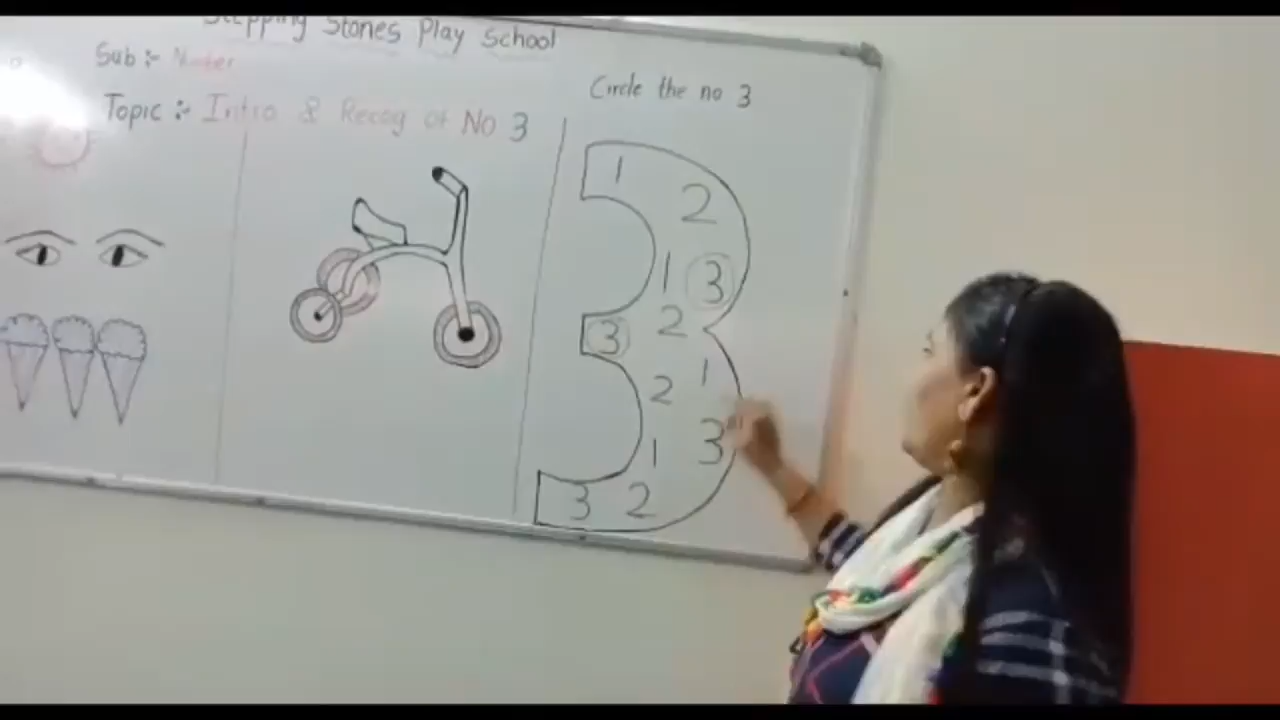 Stepping Stones Play School
Sub :- Number
Topic :- Intro & Recog of No 3
Circle the no 3
1
2
1 3
3 2
2 1
1 3
3 2